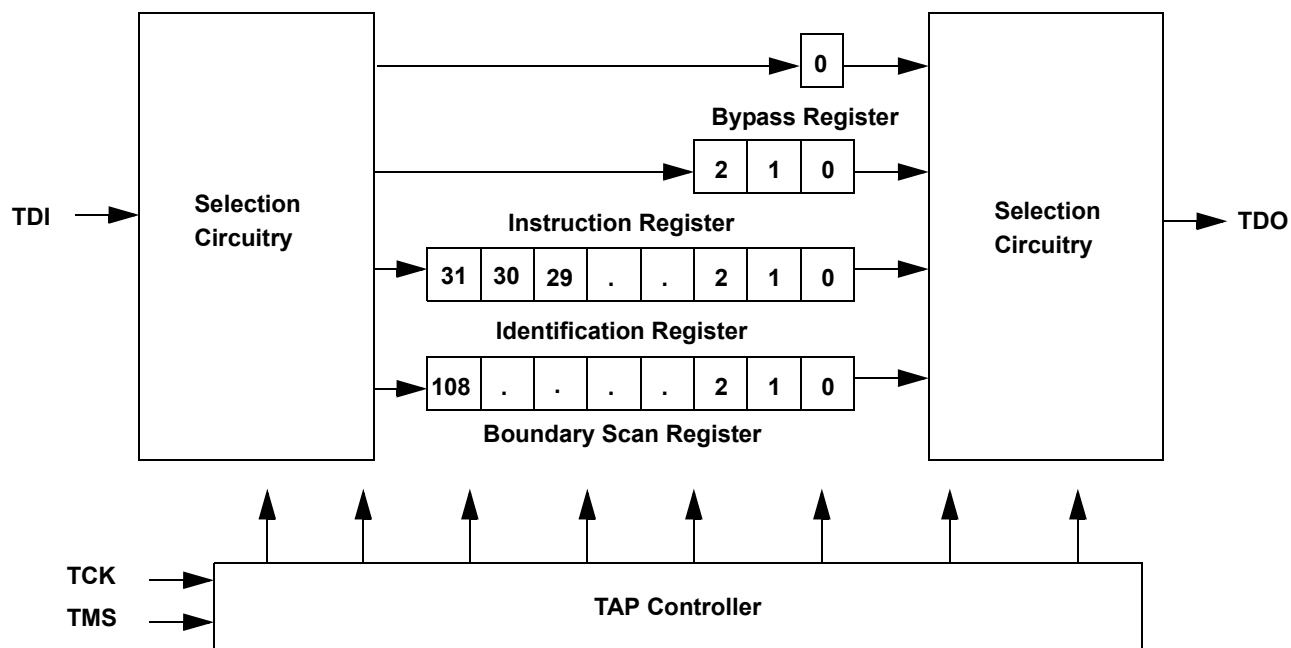 0
Bypass Register
2 1 0
TDI
Selection
Circuitry
Instruction Register
31 30 29 . . 2 1 0
Identification Register
108 . . . . 2 1 0
Boundary Scan Register
Selection
Circuitry
TDO
TCK
TMS
TAP Controller